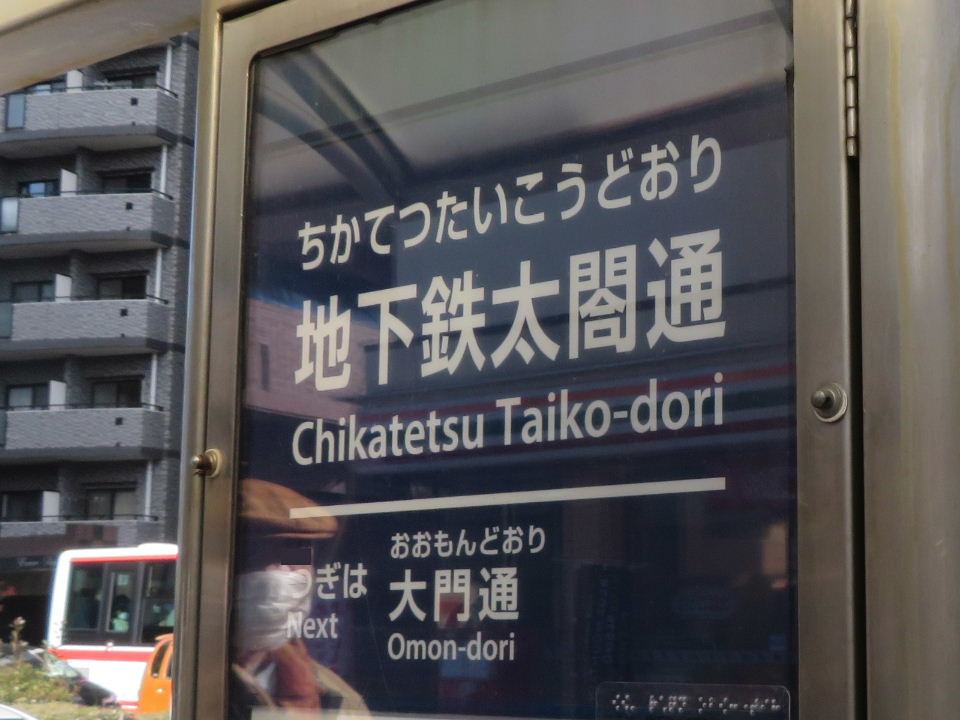 ちかてつたいこうどおり
地下鉄太閤通
Chikatetsu Taiko-dori
おおもんどおり
つぎは 大門通
Next Omon-dori